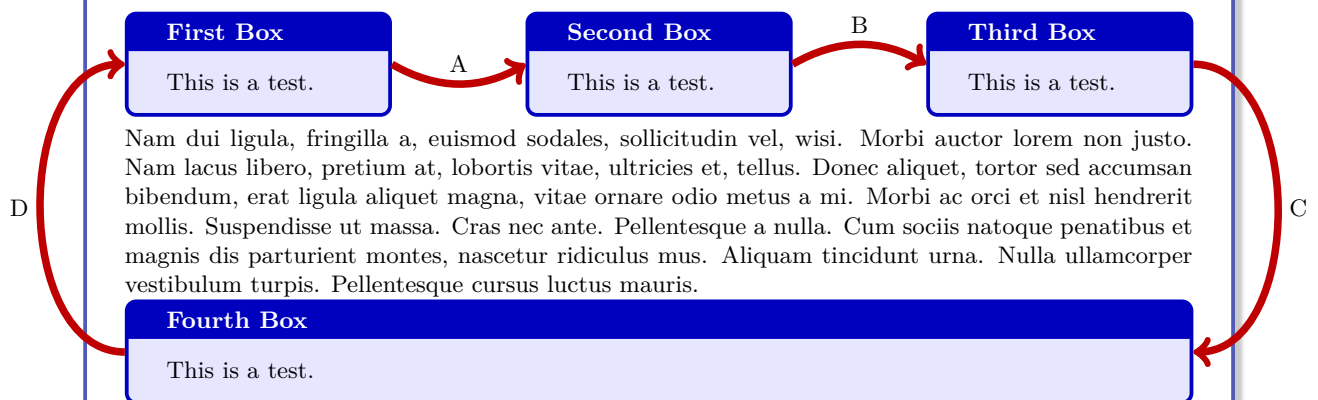 First Box
Second Box
Third Box
A
B
This is a test.
This is a test.
This is a test.
Nam dui ligula, fringilla a, euismod sodales, sollicitudin vel, wisi. Morbi auctor lorem non justo.
Nam lacus libero, pretium at, lobortis vitae, ultricies et, tellus. Donec aliquet, tortor sed accumsan
bibendum, erat ligula aliquet magna, vitae ornare odio metus a mi. Morbi ac orci et nisl hendrerit
mollis. Suspendisse ut massa. Cras nec ante. Pellentesque a nulla. Cum sociis natoque penatibus et
magnis dis parturient montes, nascetur ridiculus mus. Aliquam tincidunt urna. Nulla ullamcorper
vestibulum turpis. Pellentesque cursus luctus mauris.
D
C
Fourth Box
This is a test.